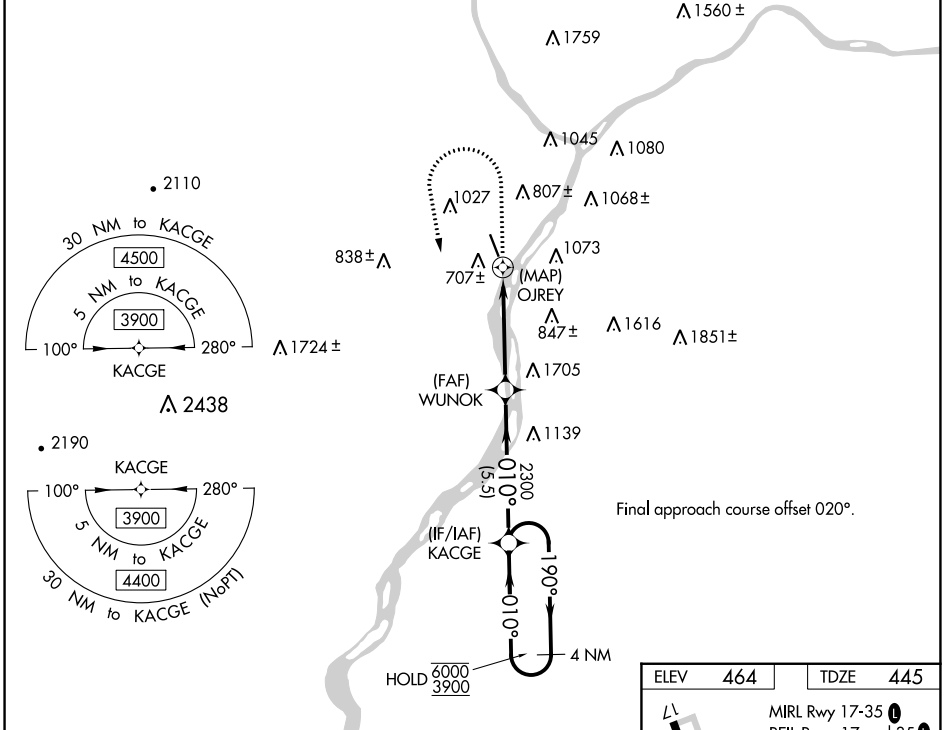 1560 ±
1759
1045
1080
2110
1027
807±
1068±
30 NM to KACGE
4500
5 NM to KACGE
3900
100°
280°
KACGE
838±
707±
1073
(MAP)
OJREY
847±
1616
1851±
1724 ±
1705
(FAF)
WUNOK
2438
1139
2190
KACGE
100°
280°
3900
5 NM to KACGE
4400
30 NM to KACGE (NoPT)
010°
2300
(5.5)
Final approach course offset 020°.
(IF/IAF)
KACGE
190°
010°
4 NM
HOLD 6000
3900
ELEV 464
TDZE 445
17
MIRL Rwy 17-35 L